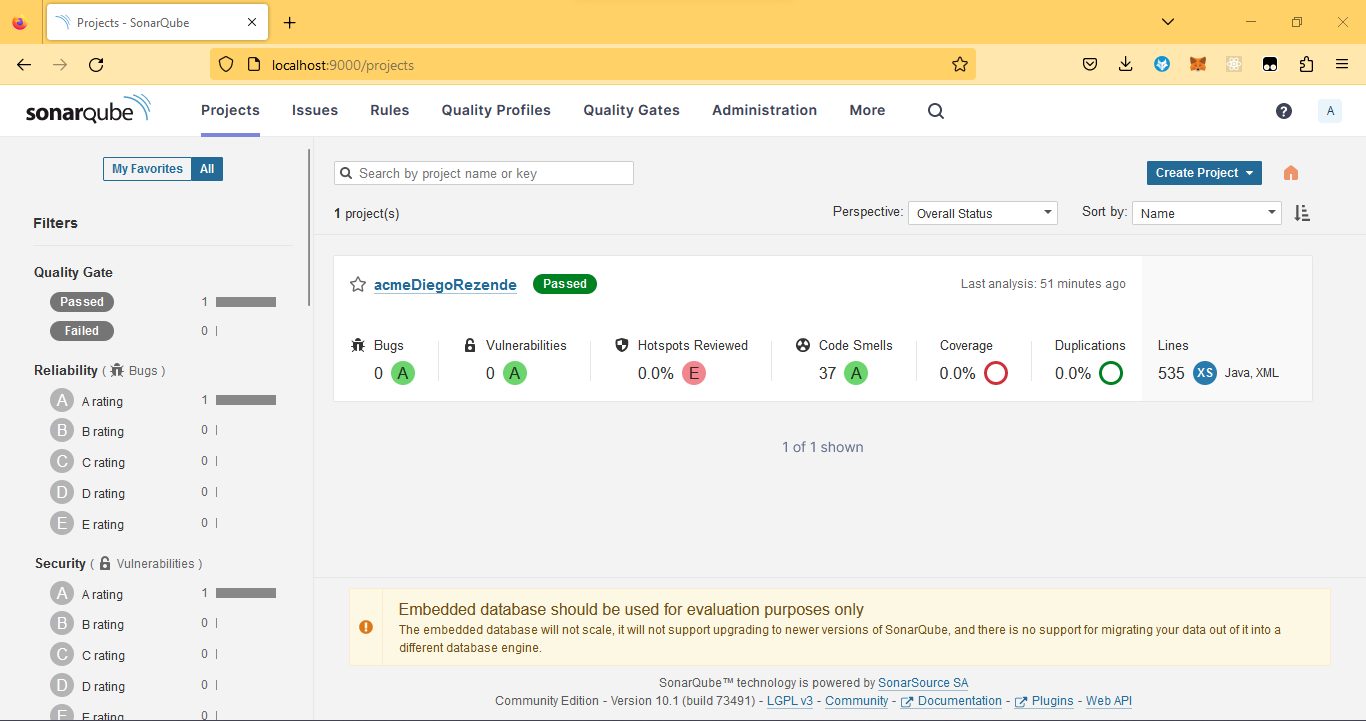 Projects - SonarQube
localhost:9000/projects
sonarqube
Projects Issues Rules Quality Profiles Quality Gates Administration More
A
My Favorites All
Search by project name or key
Create Project
1 project(s)
Perspective: Overall Status
Sort by: Name
Filters
Quality Gate
Passed 1
Failed 0
Reliability ( Bugs )
A A rating 1
B B rating 0
C C rating 0
D D rating 0
E E rating 0
Security ( Vulnerabilities )
A A rating 1
B B rating 0
C C rating 0
D D rating 0
E E rating 0
acmeDiegoRezende Passed
Last analysis: 51 minutes ago
Bugs Vulnerabilities Hotspots Reviewed Code Smells Coverage Duplications Lines
0 A 0 A 0.0% E 37 A 0.0% 0.0% 535 XS Java, XML
1 of 1 shown
Embedded database should be used for evaluation purposes only
The embedded database will not scale, it will not support upgrading to newer versions of SonarQube, and there is no support for migrating your data out of it into a
different database engine.
SonarQube™ technology is powered by SonarSource SA
Community Edition - Version 10.1 (build 73491) - LGPL v3 - Community - Documentation - Plugins - Web API